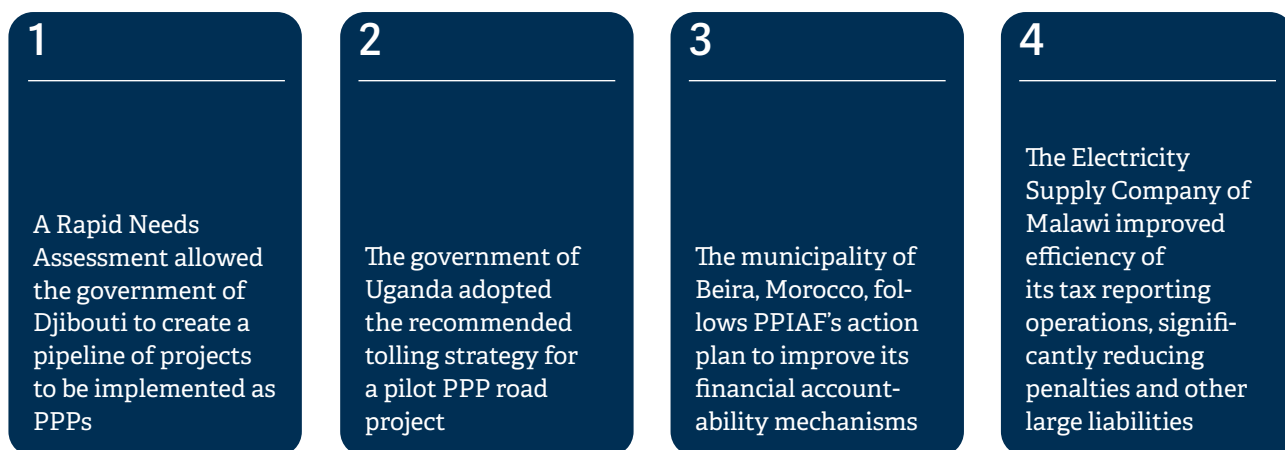 1
A Rapid Needs
Assessment allowed
the government of
Djibouti to create a
pipeline of projects
to be implemented as
PPPs
2
The government of
Uganda adopted
the recommended
tolling strategy for
a pilot PPP road
project
3
The municipality of
Beira, Morocco, fol-
lows PPIAF’s action
plan to improve its
financial account-
ability mechanisms
4
The Electricity
Supply Company of
Malawi improved
efficiency of
its tax reporting
operations, signifi-
cantly reducing
penalties and other
large liabilities